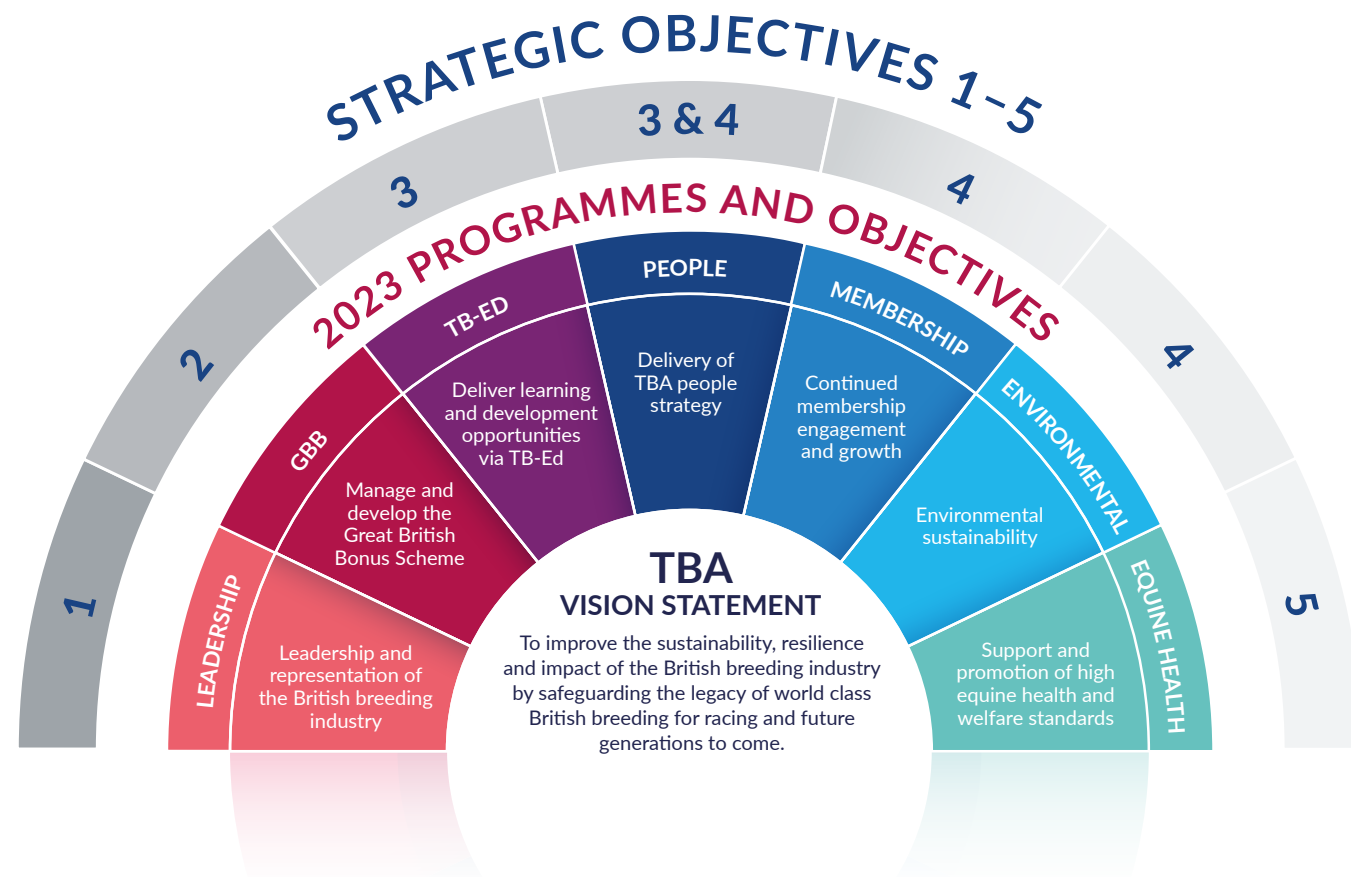 STRATEGIC OBJECTIVES 1–5
1
2
3
3 & 4
4
4
5
2023 PROGRAMMES AND OBJECTIVES
LEADERSHIP
Leadership and
representation of
the British breeding
industry
GBB
Manage and
develop the
Great British
Bonus Scheme
TB-ED
Deliver learning
and development
opportunities
via TB-Ed
PEOPLE
Delivery of
TBA people
strategy
MEMBERSHIP
Continued
membership
engagement
and growth
ENVIRONMENTAL
Environmental
sustainability
EQUINE HEALTH
Support and
promotion of high
equine health and
welfare standards
TBA
VISION STATEMENT
To improve the sustainability, resilience
and impact of the British breeding industry
by safeguarding the legacy of world class
British breeding for racing and future
generations to come.